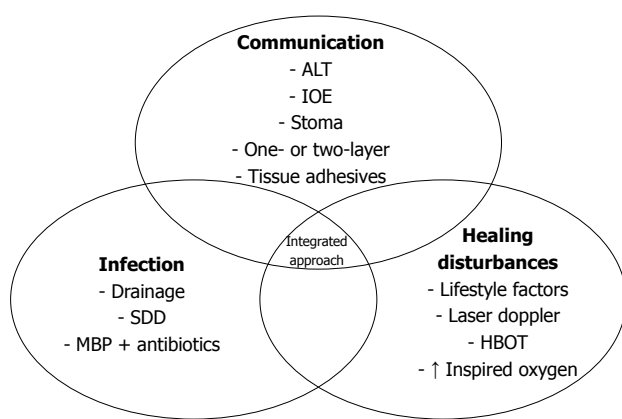 Communication
- ALT
- IOE
- Stoma
- One- or two-layer
- Tissue adhesives
Integrated
approach
Infection
- Drainage
- SDD
- MBP + antibiotics
Healing
disturbances
- Lifestyle factors
- Laser doppler
- HBOT
- ↑ Inspired oxygen